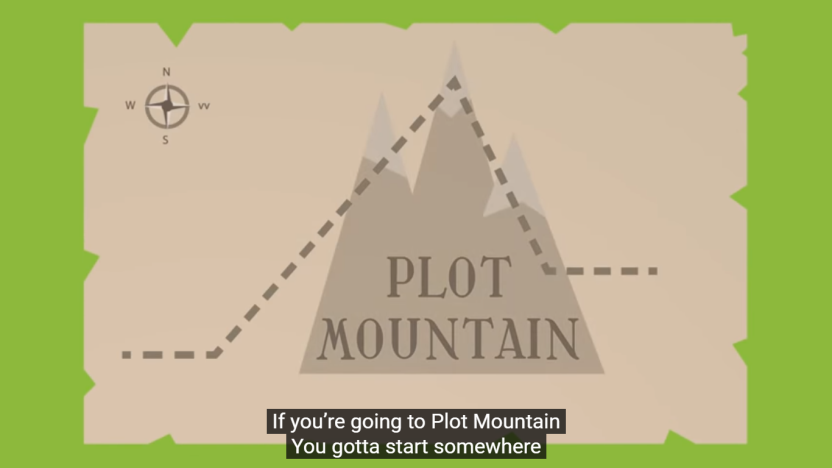 N
W vv
S
PLOT
MOUNTAIN
If you’re going to Plot Mountain
You gotta start somewhere